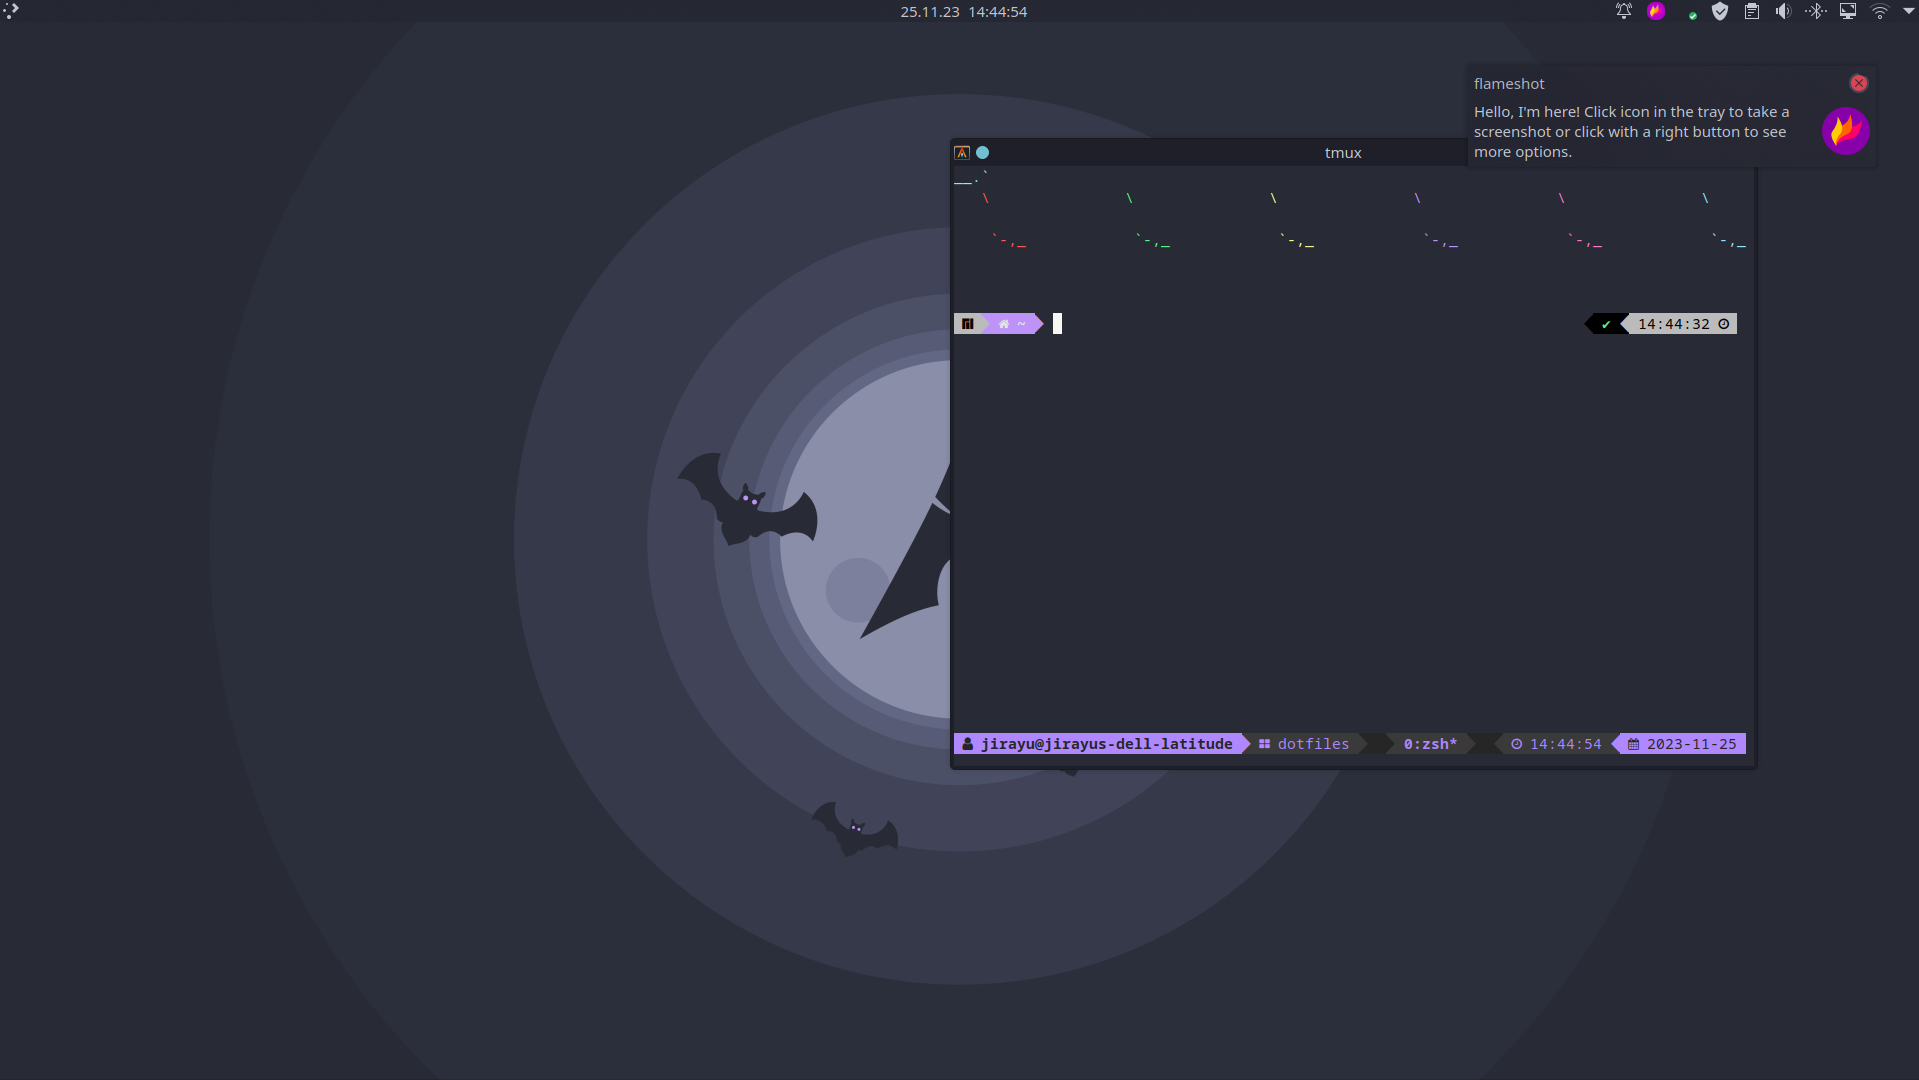 25.11.23 14:44:54
flameshot
Hello, I'm here! Click icon in the tray to take a
screenshot or click with a right button to see
more options.
tmux
__.`
\ \ \ \ \ \
`-,_ `-,_ `-,_ `-,_ `-,_ `-,_
~ ✔ 14:44:32
jirayu@jirayus-dell-latitude dotfiles 0:zsh* 14:44:54 2023-11-25